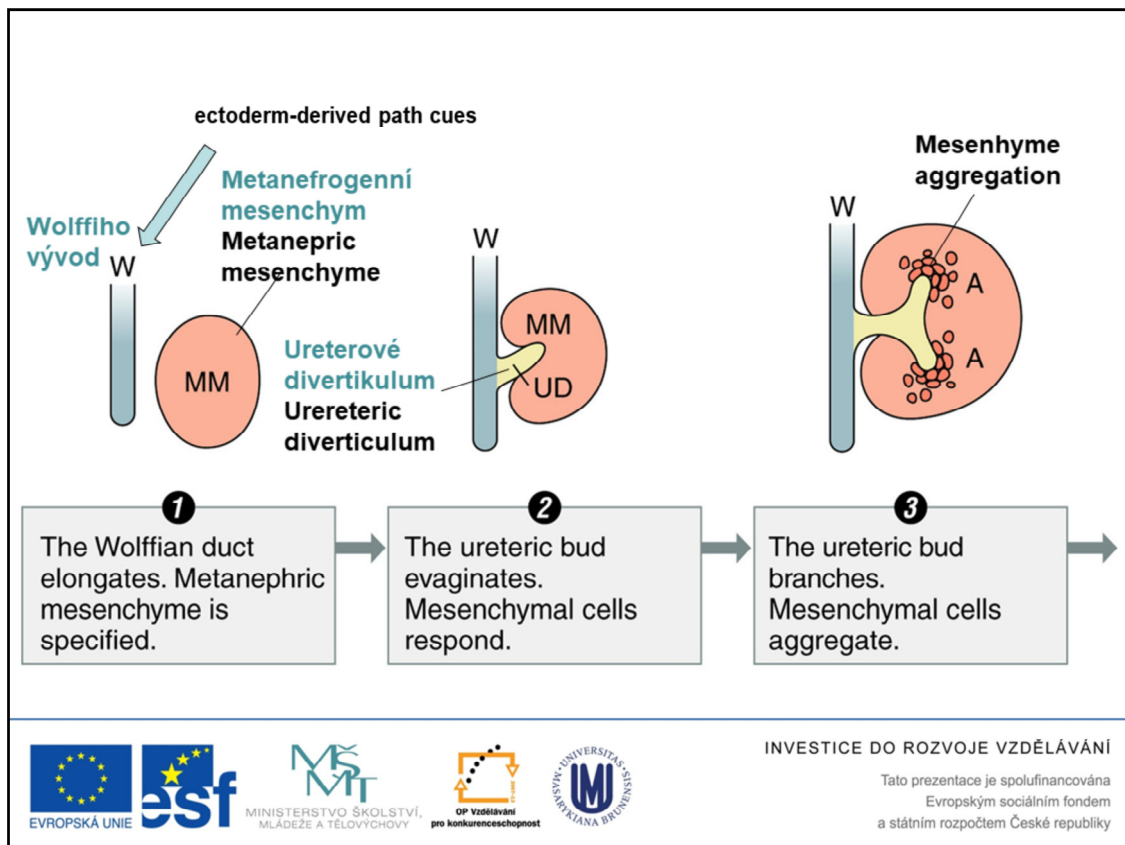 ectoderm-derived path cues
Metanefrogenní
mesenchym
Metanepric
mesenchyme
Wolffiho
vývod
W
MM
W
MM
UD
Ureterové
divertikulum
Urereteric
diverticulum
Mesenhyme
aggregation
W
A
A
1
The Wolffian duct
elongates. Metanephric
mesenchyme is
specified.
2
The ureteric bud
evaginates.
Mesenchymal cells
respond.
3
The ureteric bud
branches.
Mesenchymal cells
aggregate.
EVROPSKÁ UNIE
esf
MŠMT
MINISTERSTVO ŠKOLSTVÍ,
MLÁDEŽE A TĚLOVÝCHOVY
2007-13
OP Vzdělávání
pro konkurenceschopnost
UNIVERSITAS MASARYKIANA BRUNENSIS
INVESTICE DO ROZVOJE VZDĚLÁVÁNÍ
Tato prezentace je spolufinancována
Evropským sociálním fondem
a státním rozpočtem České republiky